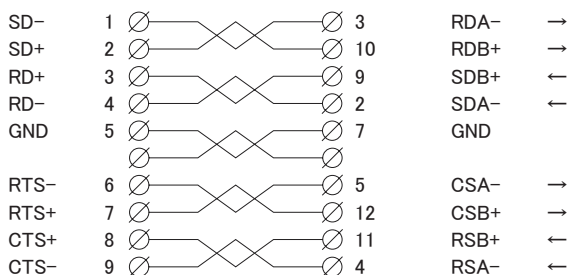 SD− 1 3 RDA− →
SD+ 2 10 RDB+ →
RD+ 3 9 SDB+ ←
RD− 4 2 SDA− ←
GND 5 7 GND
RTS− 6 5 CSA− →
RTS+ 7 12 CSB+ →
CTS+ 8 11 RSB+ ←
CTS− 9 4 RSA− ←